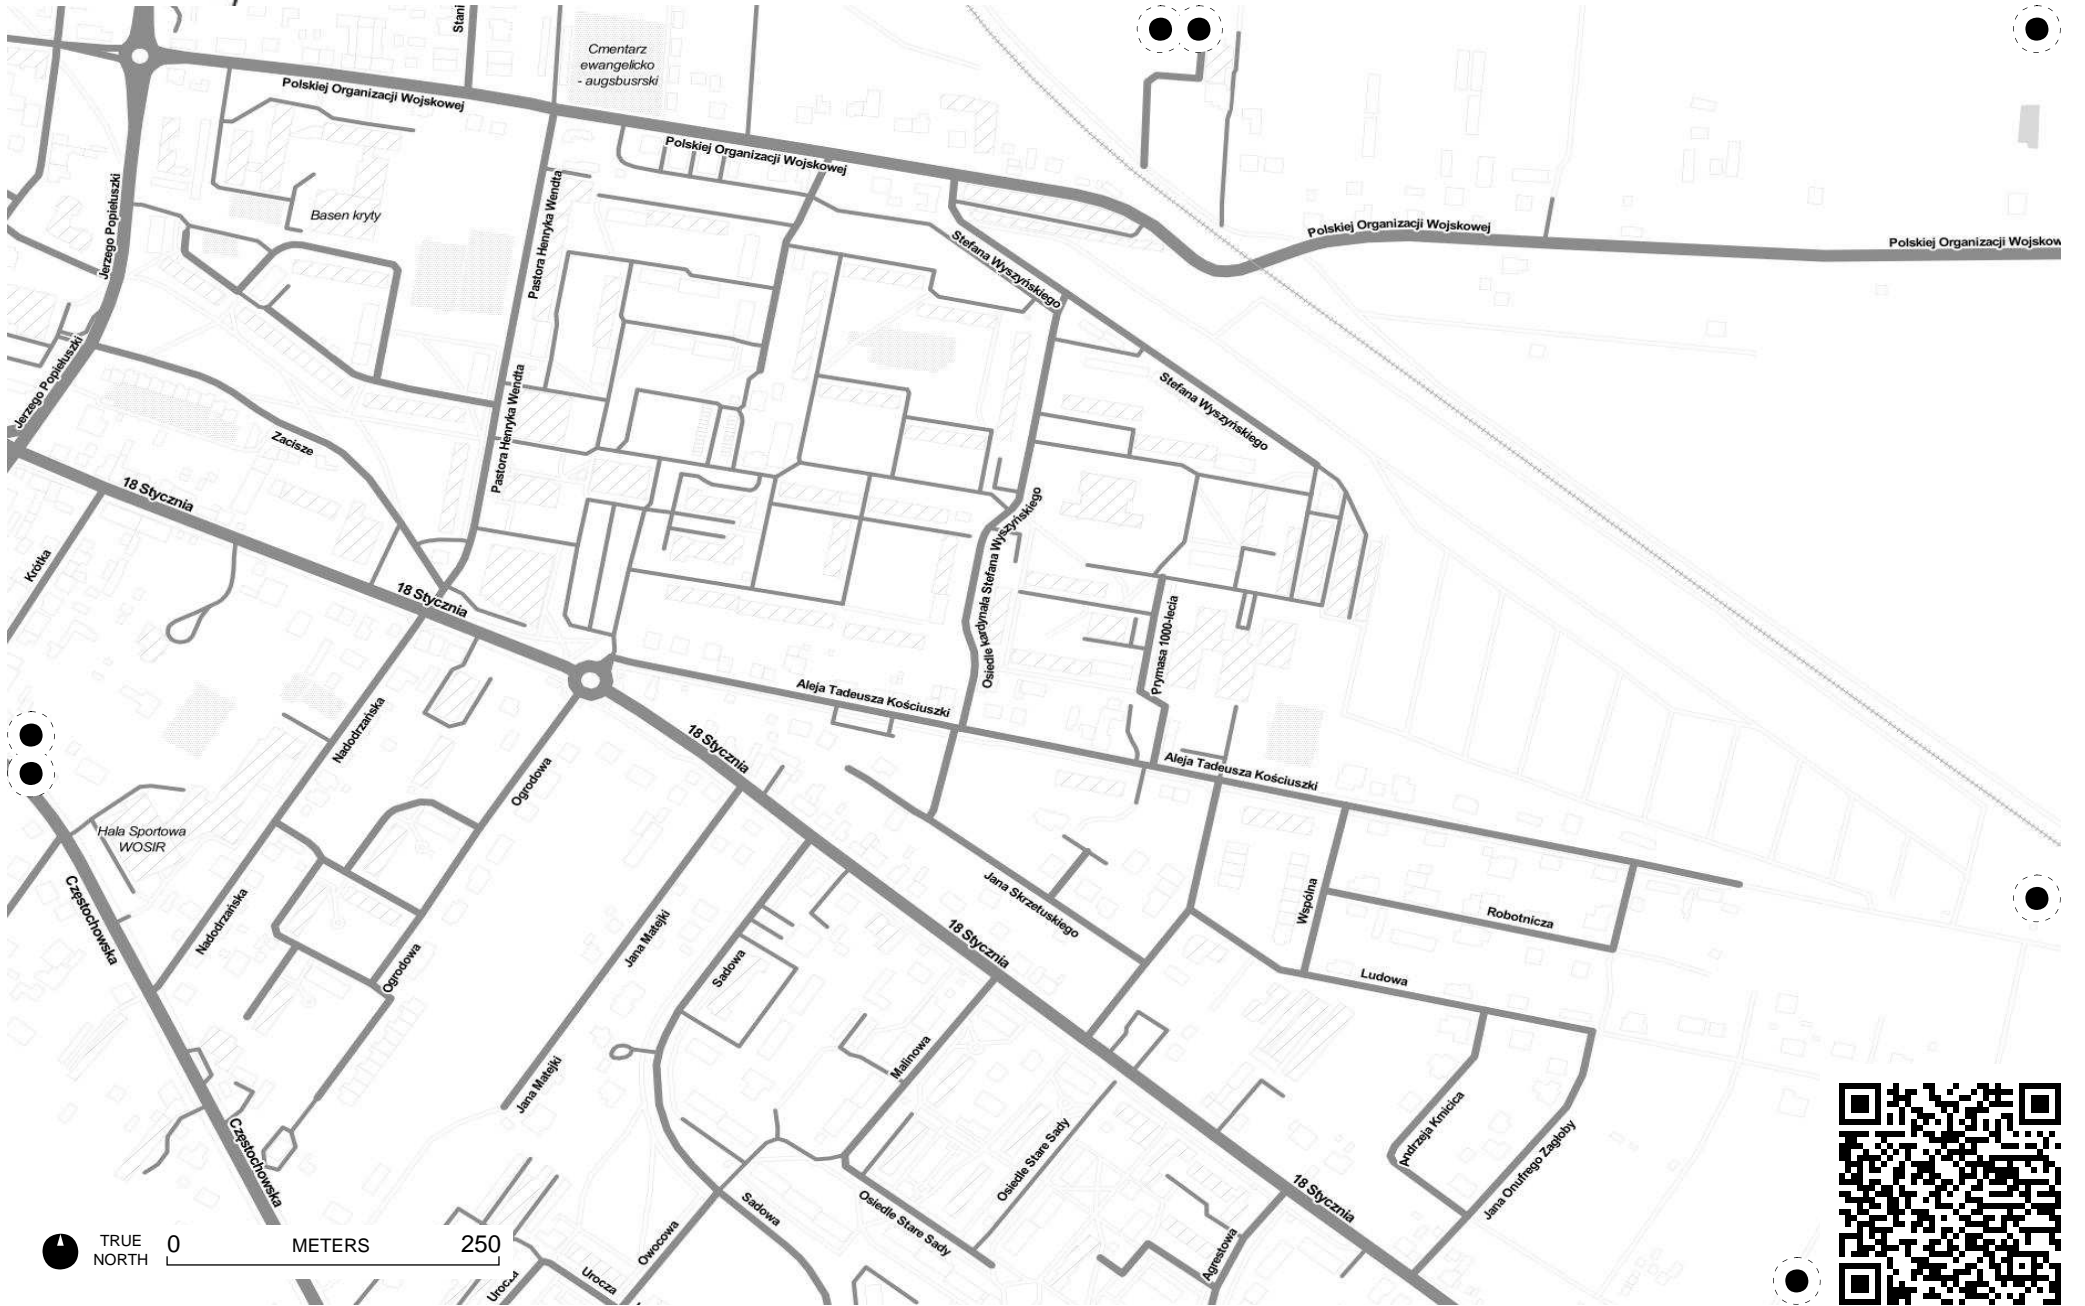 Stani
Cmentarz
ewangelicko
- augsbusrski
Polskiej Organizacji Wojskowej
Polskiej Organizacji Wojskowej
Jerzego Popiełuszki
Pastora Henryka Wendta
Basen kryty
Polskiej Organizacji Wojskowej
Polskiej Organizacji Wojskow
Stefana Wyszyńskiego
Jerzego Popiełuszki
Pastora Henryka Wendta
Stefana Wyszyńskiego
Zacisze
18 Stycznia
Krótka
18 Stycznia
Osiedle kardynała Stefana Wyszyńskiego
Prymasa 1000-lecia
Aleja Tadeusza Kościuszki
Nadodrzańska
18 Stycznia
Ogrodowa
Aleja Tadeusza Kościuszki
Hala Sportowa
WOSIR
Częstochowska
Nadodrzańska
Ogrodowa
Jana Matejki
Sadowa
Jana Skrzetuskiego
18 Stycznia
Wspólna
Robotnicza
Ludowa
Malinowa
Jana Matejki
Częstochowska
Osiedle Stare Sady
Andrzeja Kmicica
Jana Onufrego Zagłoby
Sadowa
Osiedle Stare Sady
18 Stycznia
Owocowa
Agrestowa
Urocza
Urocza
TRUE
NORTH
0 METERS 250